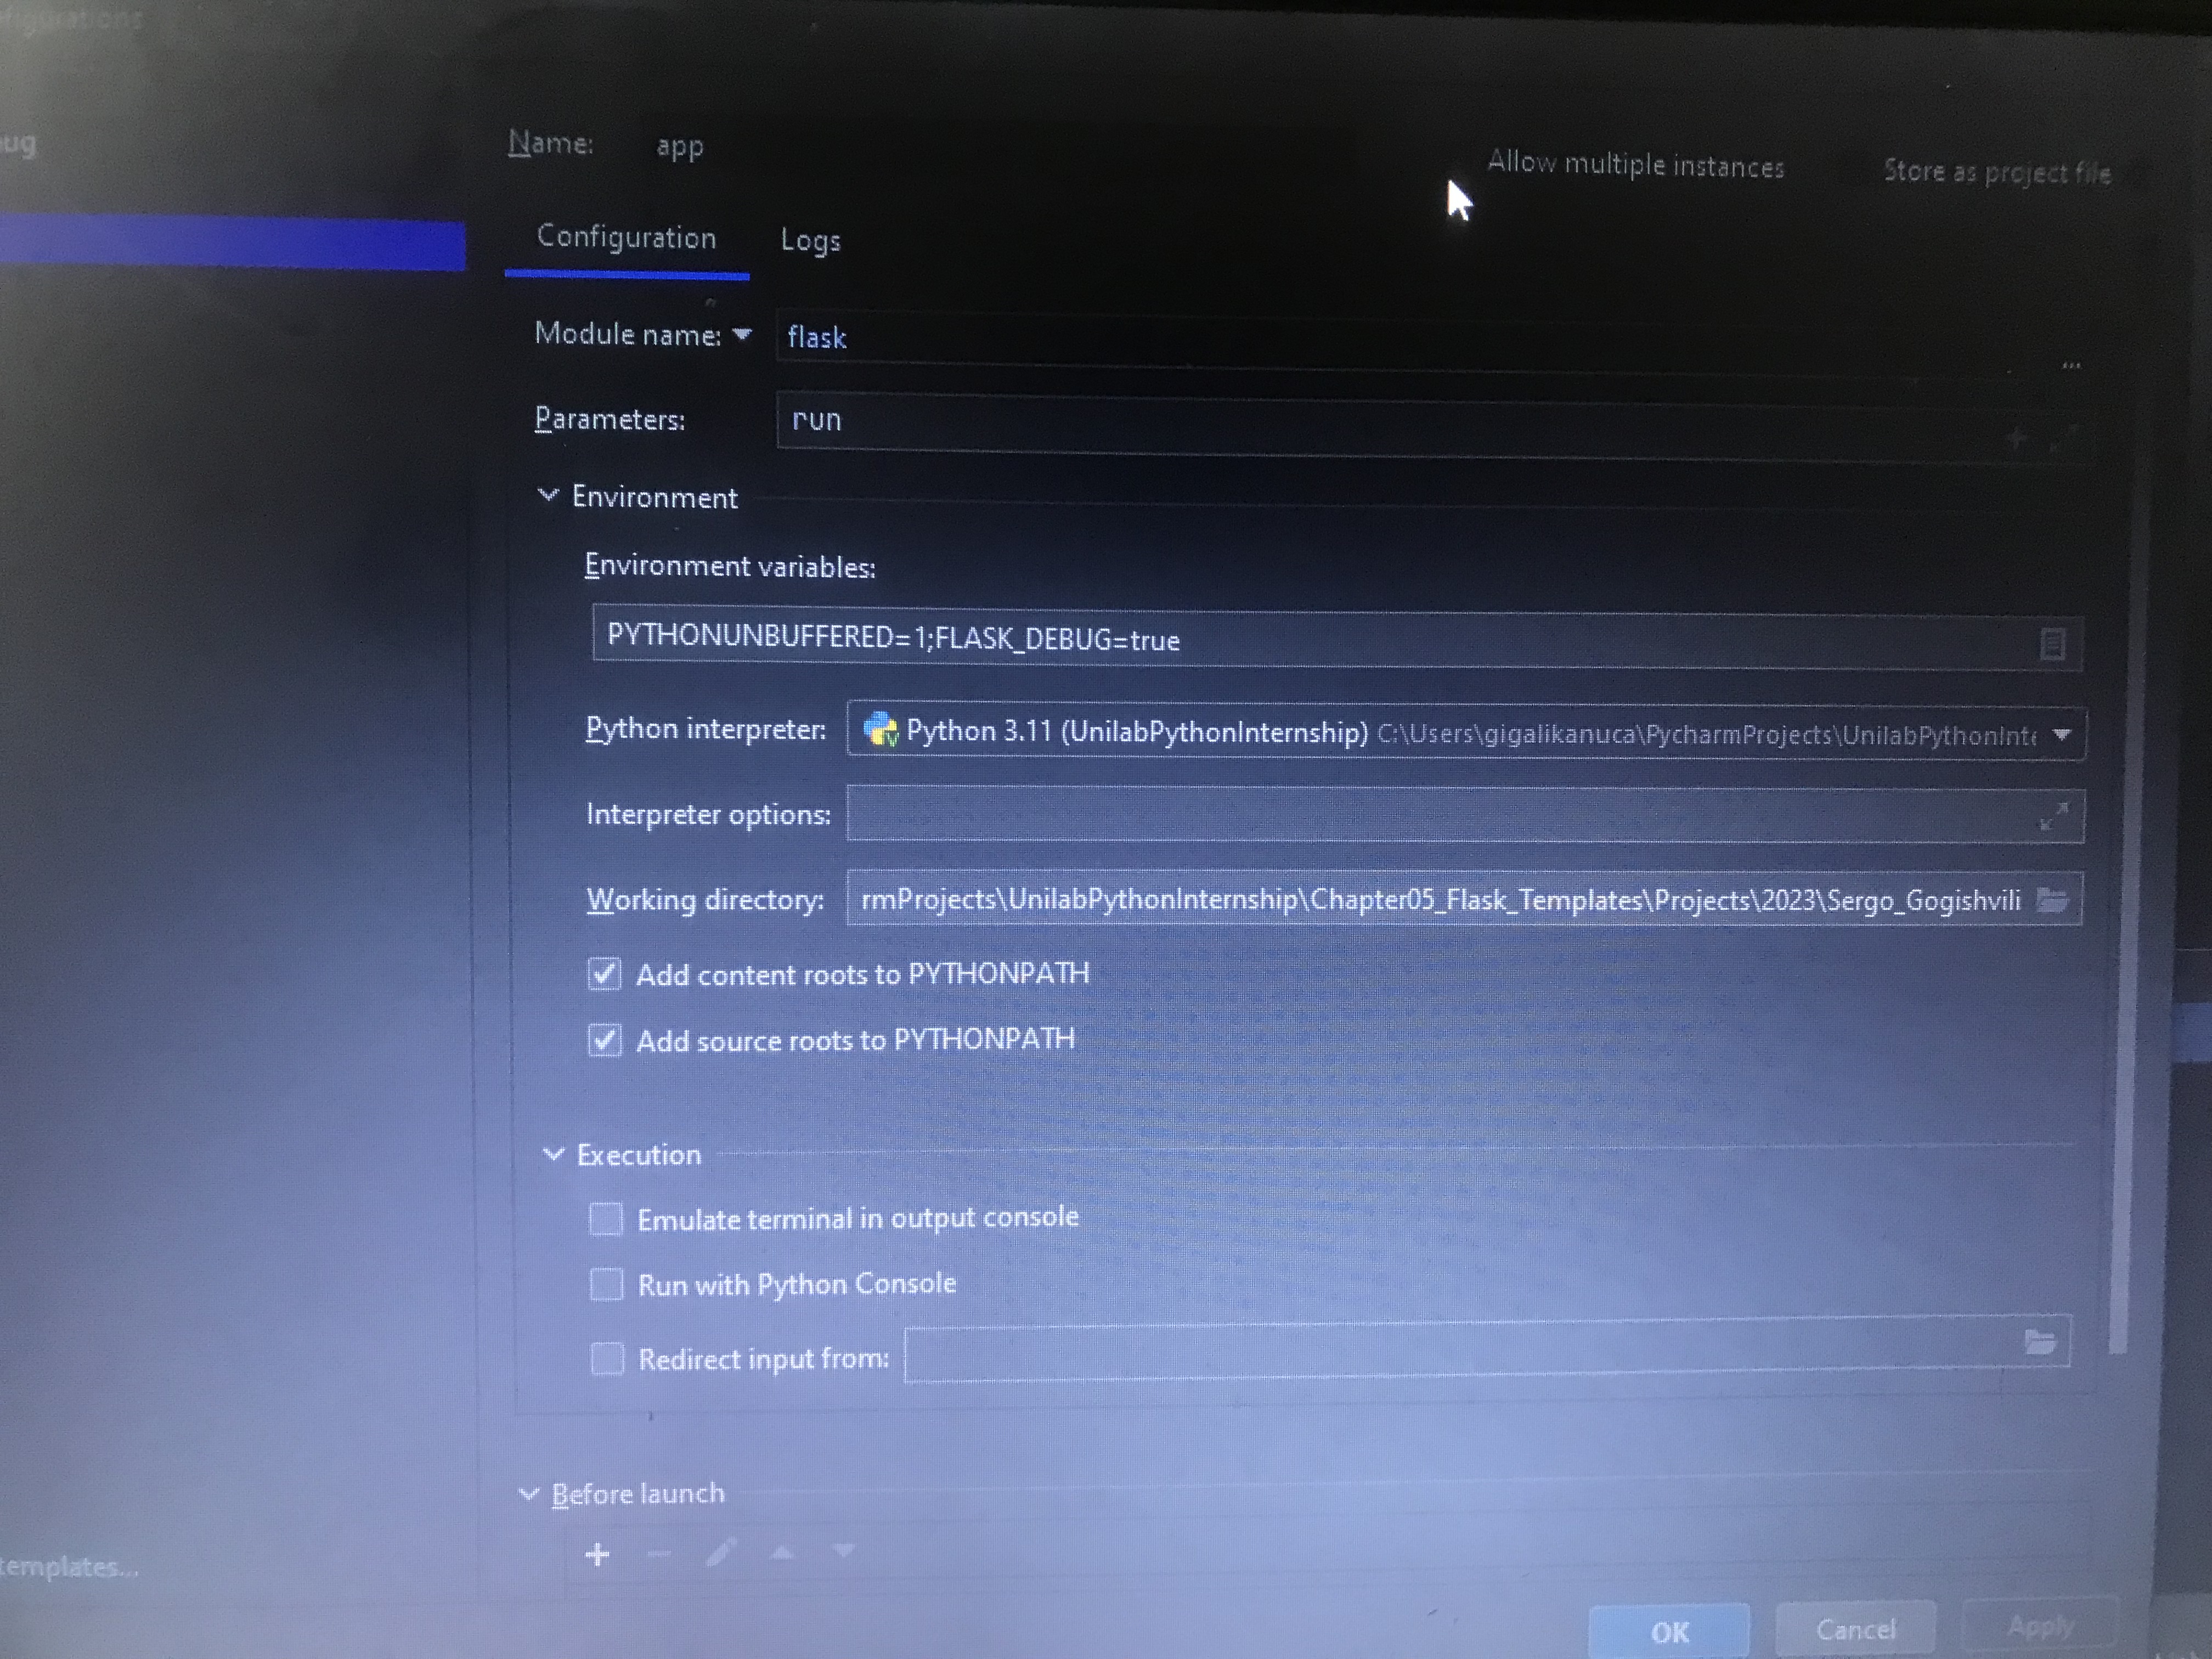 Name: app
Allow multiple instances
Store as project file
Configuration Logs
Module name: flask
...
Parameters: run
Environment
Environment variables:
PYTHONUNBUFFERED=1;FLASK_DEBUG=true
Python interpreter: Python 3.11 (UnilabPythonInternship) C:\Users\gigalikanuca\PycharmProjects\UnilabPythonInte
Interpreter options:
Working directory: rmProjects\UnilabPythonInternship\Chapter05_Flask_Templates\Projects\2023\Sergo_Gogishvili
Add content roots to PYTHONPATH
Add source roots to PYTHONPATH
Execution
Emulate terminal in output console
Run with Python Console
Redirect input from:
Before launch
templates...
OK Cancel Apply